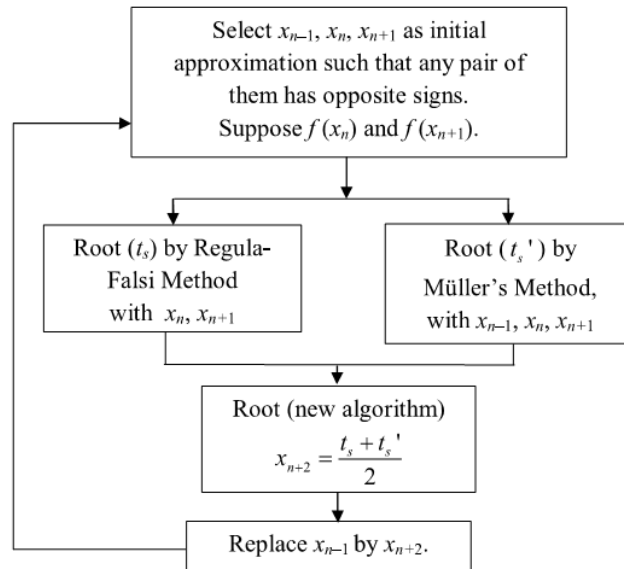 Select xₙ₋₁, xₙ, xₙ₊₁ as initial
approximation such that any pair of
them has opposite signs.
Suppose f (xₙ) and f (xₙ₊₁).
Root (tₛ) by Regula-
Falsi Method
with xₙ, xₙ₊₁
Root (tₛ') by
Müller's Method,
with xₙ₋₁, xₙ, xₙ₊₁
Root (new algorithm)
xₙ₊₂ = (tₛ + tₛ')/2
Replace xₙ₋₁ by xₙ₊₂.